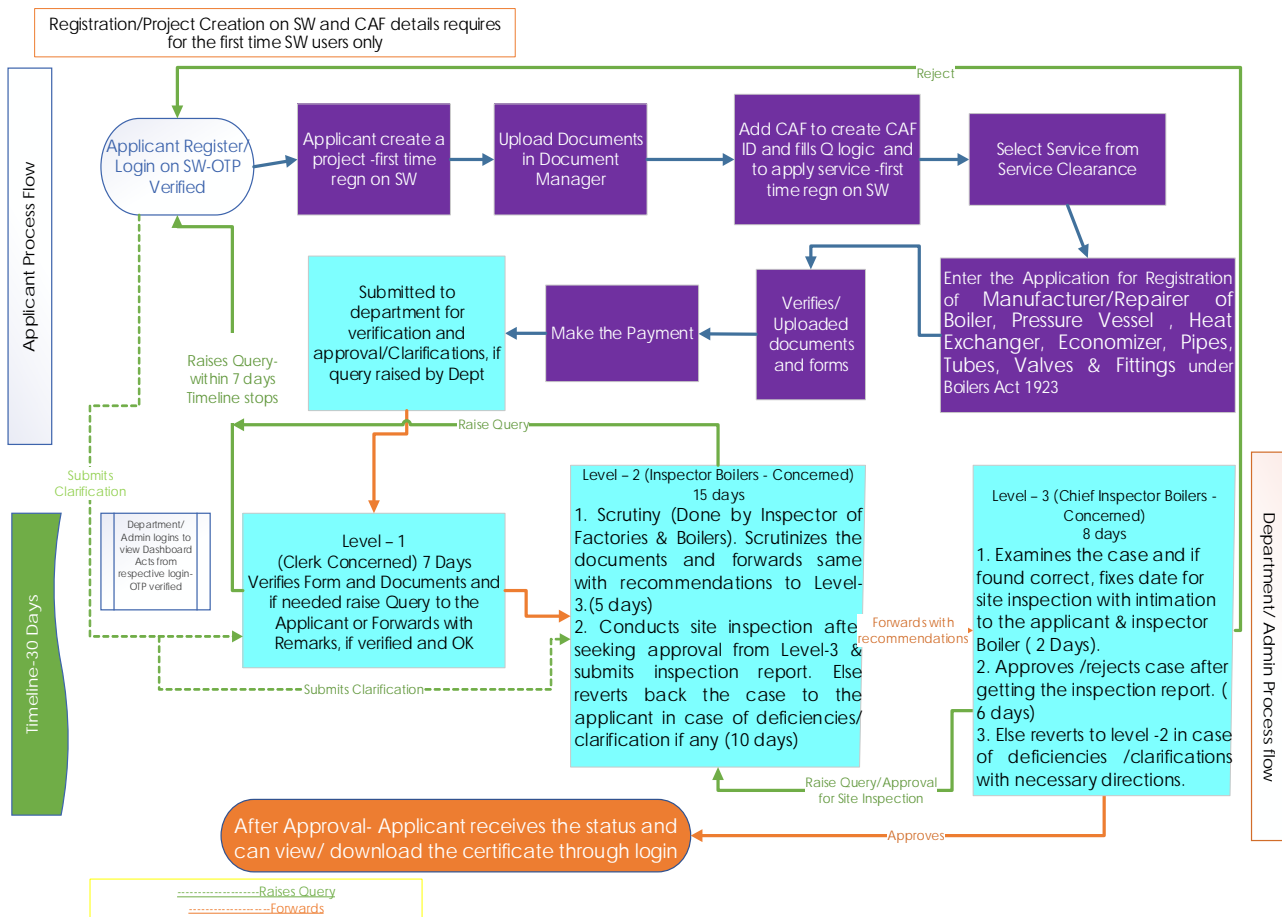 Registration/Project Creation on SW and CAF details requires
for the first time SW users only
Reject
Applicant Process Flow
Applicant Register/
Login on SW-OTP
Verified
Applicant create a
project -first time
regn on SW
Upload Documents
in Document
Manager
Add CAF to create CAF
ID and fills Q logic and
to apply service -first
time regn on SW
Select Service from
Service Clearance
Enter the Application for Registration
of Manufacturer/Repairer of
Boiler, Pressure Vessel , Heat
Exchanger, Economizer, Pipes,
Tubes, Valves & Fittings under
Boilers Act 1923
Verifies/
Uploaded
documents
and forms
Make the Payment
Submitted to
department for
verification and
approval/Clarifications, if
query raised by Dept
Raises Query-
within 7 days
Timeline stops
Raise Query
Submits
Clarification
Timeline-30 Days
Department/
Admin logins to
view Dashboard
Acts from
respective login-
OTP verified
Level – 1
(Clerk Concerned) 7 Days
Verifies Form and Documents and
if needed raise Query to the
Applicant or Forwards with
Remarks, if verified and OK
Submits Clarification
Level – 2 (Inspector Boilers - Concerned)
15 days
1. Scrutiny (Done by Inspector of
Factories & Boilers). Scrutinizes the
documents and forwards same
with recommendations to Level-
3.(5 days)
2. Conducts site inspection after
seeking approval from Level-3 &
submits inspection report. Else
reverts back the case to the
applicant in case of deficiencies/
clarification if any (10 days)
Forwards with
recommendations
Level – 3 (Chief Inspector Boilers -
Concerned)
8 days
1. Examines the case and if
found correct, fixes date for
site inspection with intimation
to the applicant & inspector
Boiler ( 2 Days).
2. Approves /rejects case after
getting the inspection report. (
6 days)
3. Else reverts to level -2 in case
of deficiencies /clarifications
with necessary directions.
Department/ Admin Process flow
Raise Query/Approval
for Site Inspection
Approves
After Approval- Applicant receives the status and
can view/ download the certificate through login
--------------------Raises Query
--------------------Forwards